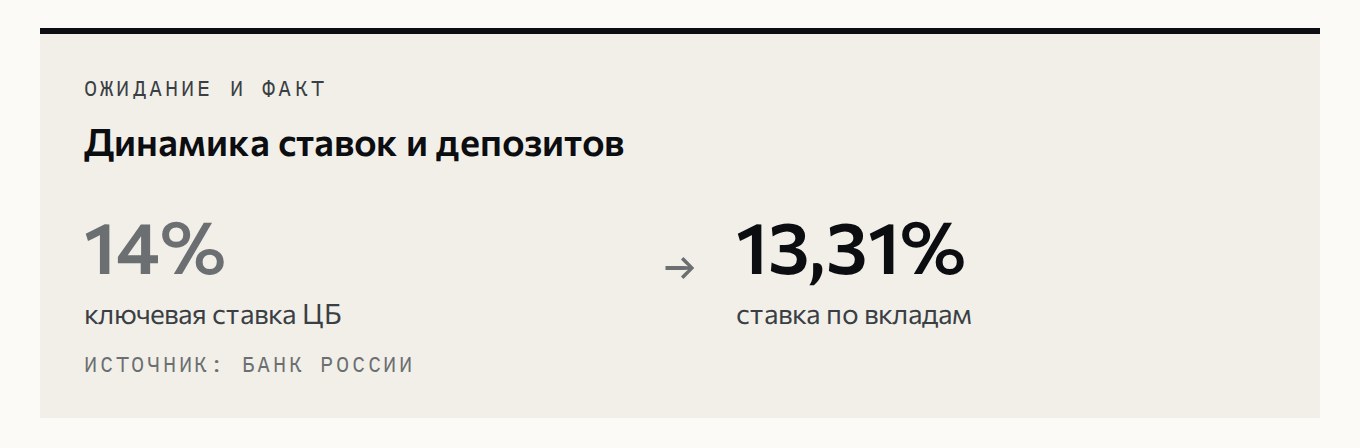 ОЖИДАНИЕ И ФАКТ
Динамика ставок и депозитов
14% → 13,31%
ключевая ставка ЦБ ставка по вкладам
ИСТОЧНИК: БАНК РОССИИ